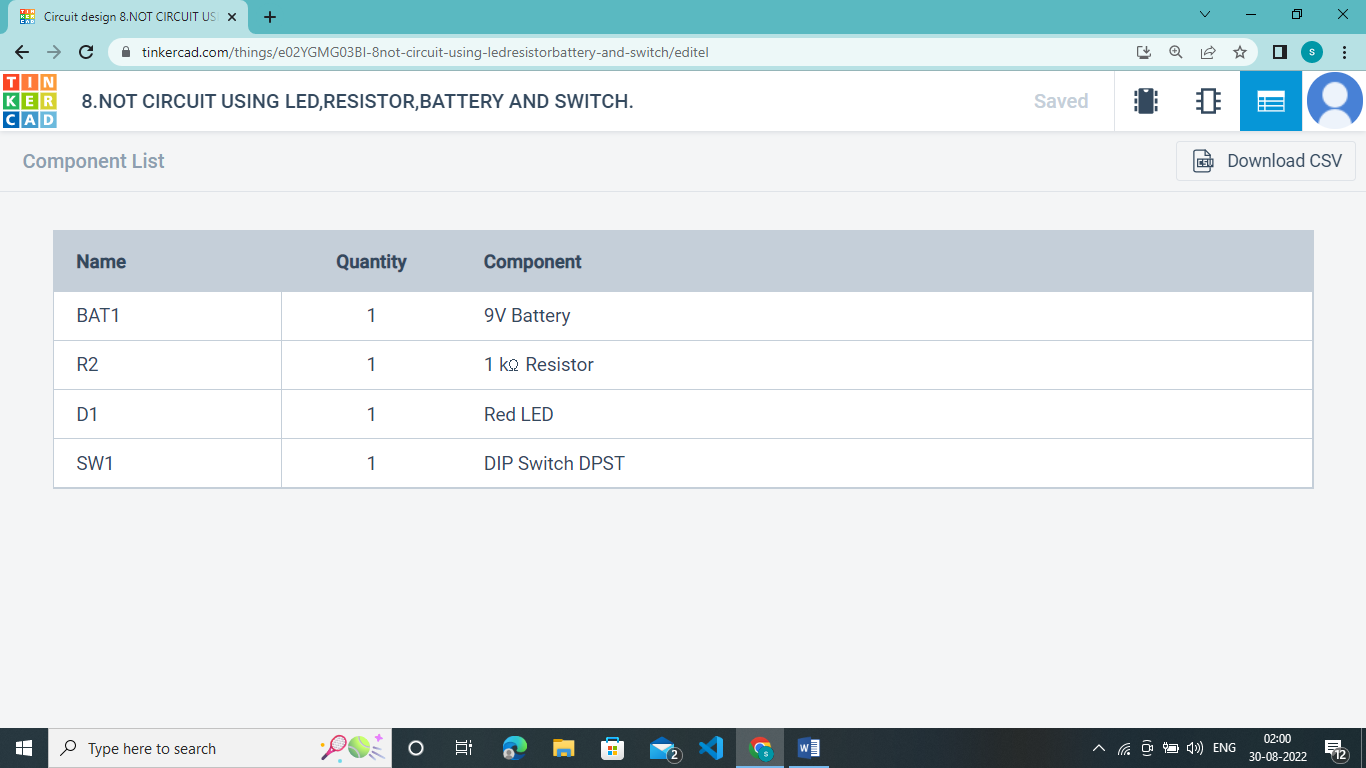 Circuit design 8.NOT CIRCUIT US
tinkercad.com/things/e02YGMG03BI-8not-circuit-using-ledresistorbattery-and-switch/editel
S
TIN
KER
CAD
8.NOT CIRCUIT USING LED,RESISTOR,BATTERY AND SWITCH.
Saved
Component List
Download CSV
Name Quantity Component
BAT1 1 9V Battery
R2 1 1 kΩ Resistor
D1 1 Red LED
SW1 1 DIP Switch DPST
Type here to search
2
S
ENG
02:00
30-08-2022
12